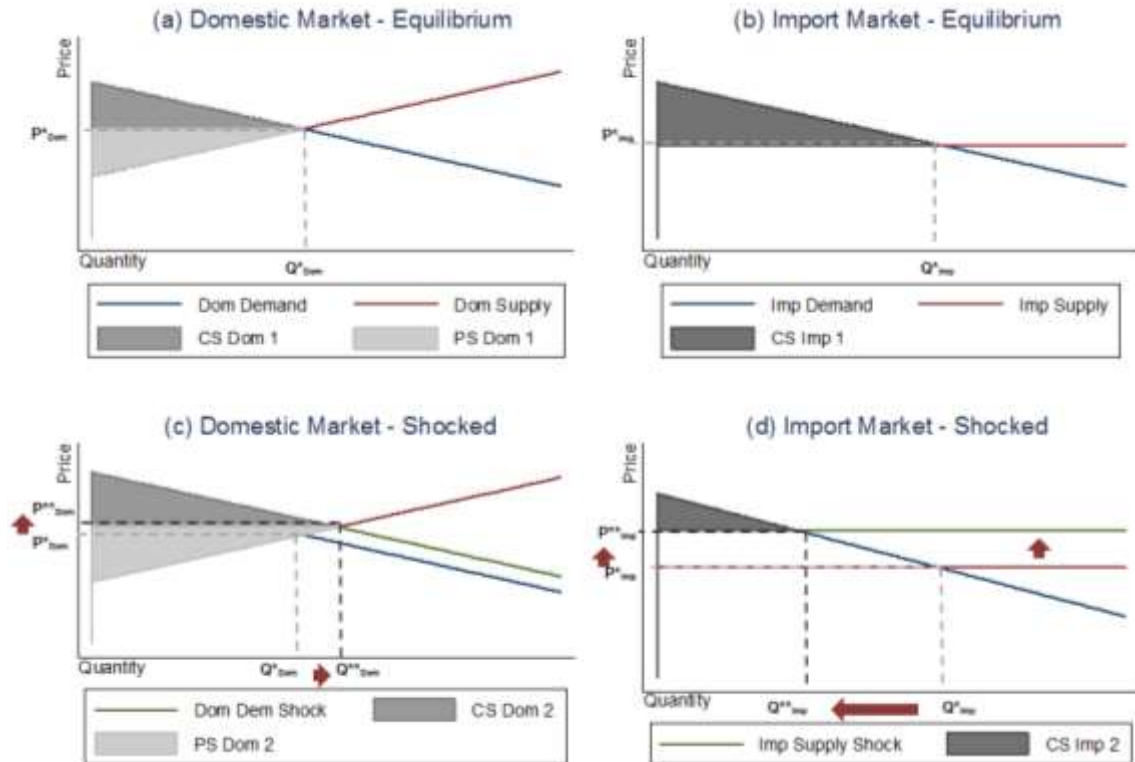 (a) Domestic Market - Equilibrium
Price
P*Dom
Quantity
Q*Dom
Dom Demand
Dom Supply
CS Dom 1
PS Dom 1
(b) Import Market - Equilibrium
Price
P*Imp
Quantity
Q*Imp
Imp Demand
Imp Supply
CS Imp 1
(c) Domestic Market - Shocked
Price
P**Dom
P*Dom
Quantity
Q*Dom
Q**Dom
Dom Dem Shock
CS Dom 2
PS Dom 2
(d) Import Market - Shocked
Price
P**Imp
P*Imp
Quantity
Q**Imp
Q*Imp
Imp Supply Shock
CS Imp 2